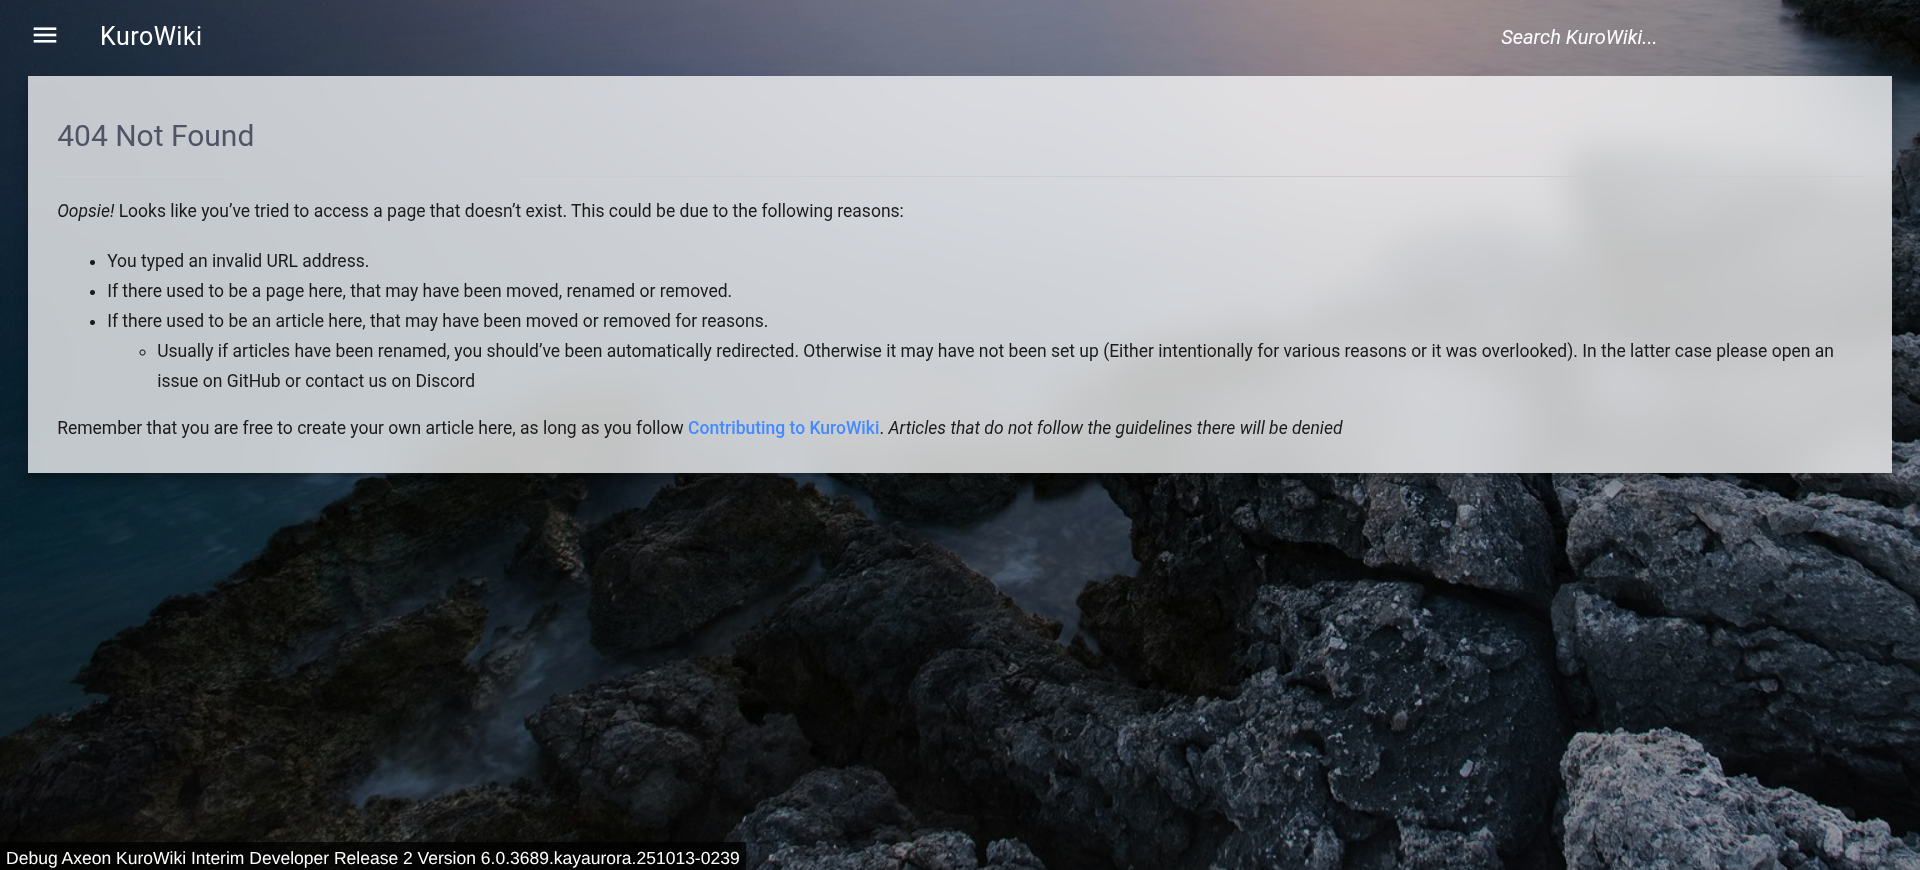 KuroWiki
Search KuroWiki...
404 Not Found
Oopsie! Looks like you’ve tried to access a page that doesn’t exist. This could be due to the following reasons:
You typed an invalid URL address.
If there used to be a page here, that may have been moved, renamed or removed.
If there used to be an article here, that may have been moved or removed for reasons.
Usually if articles have been renamed, you should’ve been automatically redirected. Otherwise it may have not been set up (Either intentionally for various reasons or it was overlooked). In the latter case please open an
issue on GitHub or contact us on Discord
Remember that you are free to create your own article here, as long as you follow Contributing to KuroWiki. Articles that do not follow the guidelines there will be denied
Debug Axeon KuroWiki Interim Developer Release 2 Version 6.0.3689.kayaurora.251013-0239